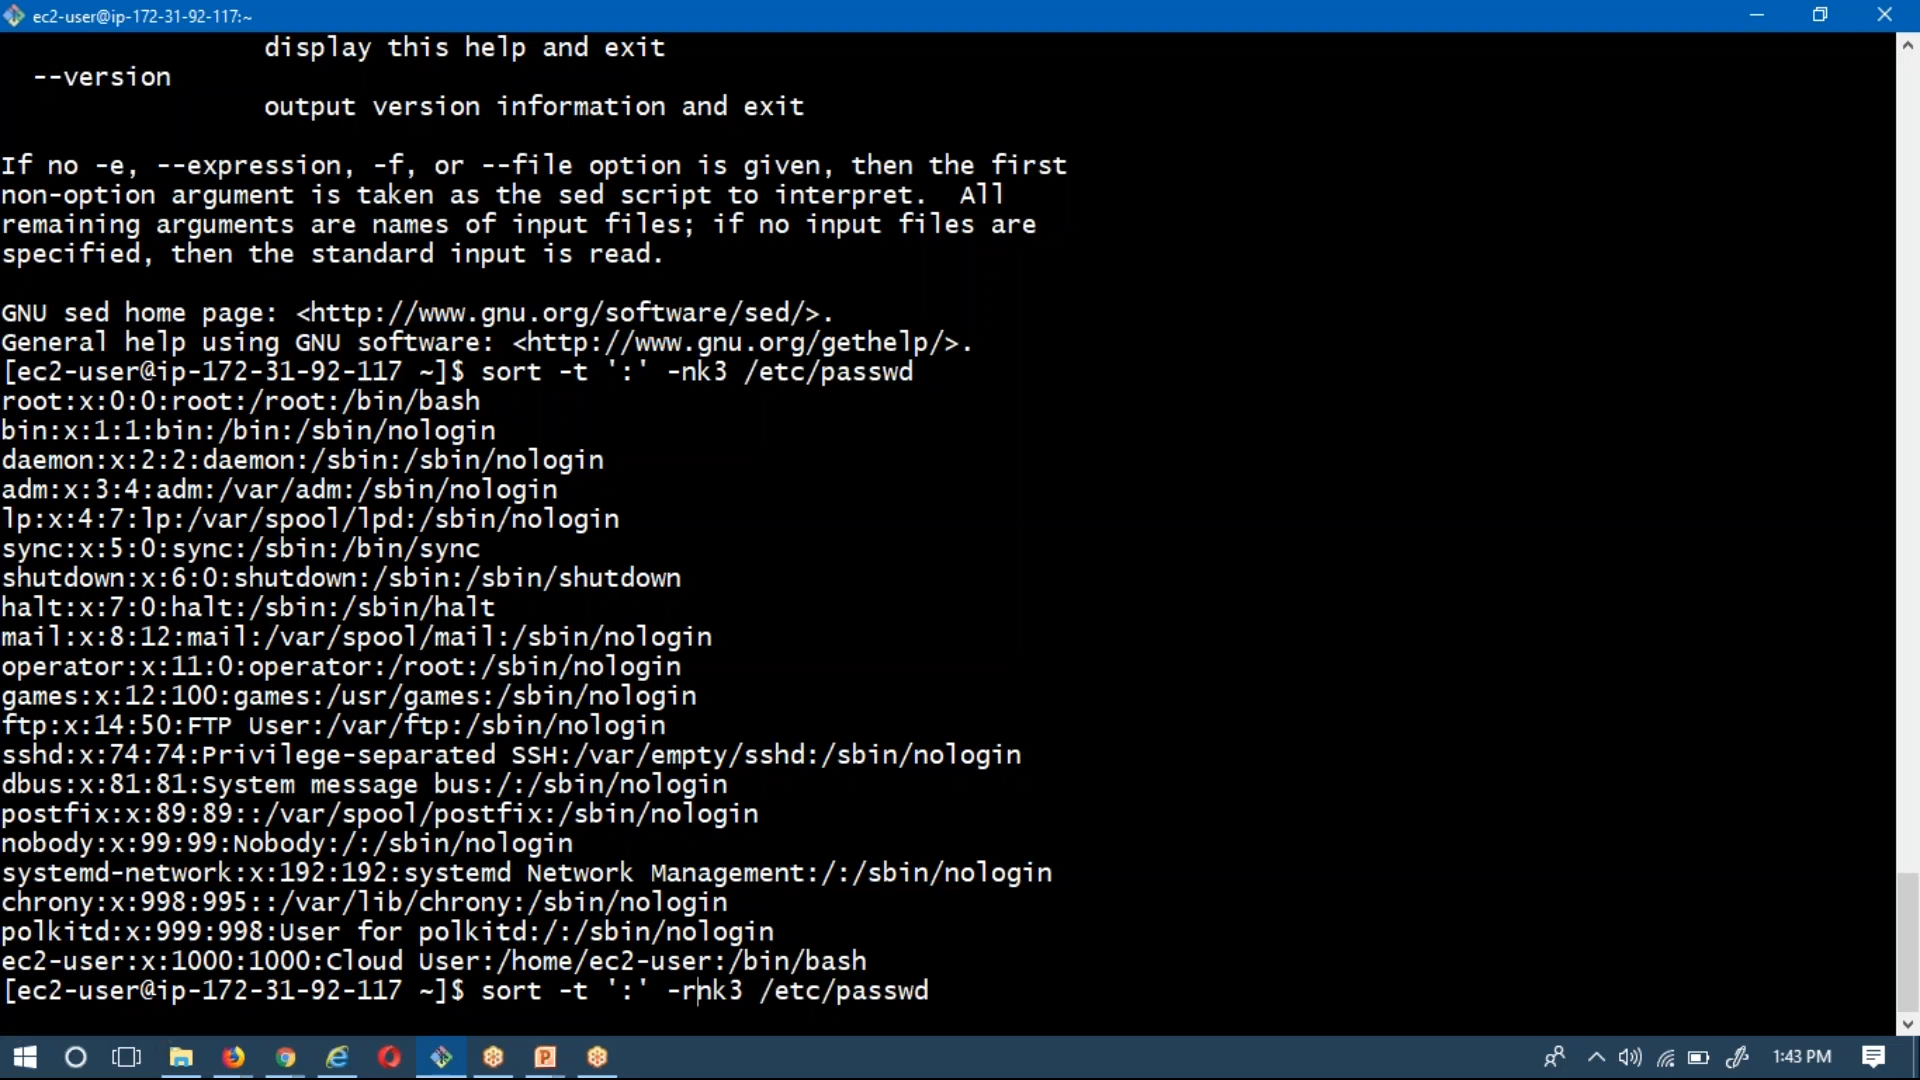 ec2-user@ip-172-31-92-117:~
display this help and exit
--version
output version information and exit
If no -e, --expression, -f, or --file option is given, then the first
non-option argument is taken as the sed script to interpret.  All
remaining arguments are names of input files; if no input files are
specified, then the standard input is read.
GNU sed home page: <http://www.gnu.org/software/sed/>.
General help using GNU software: <http://www.gnu.org/gethelp/>.
[ec2-user@ip-172-31-92-117 ~]$ sort -t ':' -nk3 /etc/passwd
root:x:0:0:root:/root:/bin/bash
bin:x:1:1:bin:/bin:/sbin/nologin
daemon:x:2:2:daemon:/sbin:/sbin/nologin
adm:x:3:4:adm:/var/adm:/sbin/nologin
lp:x:4:7:lp:/var/spool/lpd:/sbin/nologin
sync:x:5:0:sync:/sbin:/bin/sync
shutdown:x:6:0:shutdown:/sbin:/sbin/shutdown
halt:x:7:0:halt:/sbin:/sbin/halt
mail:x:8:12:mail:/var/spool/mail:/sbin/nologin
operator:x:11:0:operator:/root:/sbin/nologin
games:x:12:100:games:/usr/games:/sbin/nologin
ftp:x:14:50:FTP User:/var/ftp:/sbin/nologin
sshd:x:74:74:Privilege-separated SSH:/var/empty/sshd:/sbin/nologin
dbus:x:81:81:System message bus:/:/sbin/nologin
postfix:x:89:89::/var/spool/postfix:/sbin/nologin
nobody:x:99:99:Nobody:/:/sbin/nologin
systemd-network:x:192:192:systemd Network Management:/:/sbin/nologin
chrony:x:998:995::/var/lib/chrony:/sbin/nologin
polkitd:x:999:998:User for polkitd:/:/sbin/nologin
ec2-user:x:1000:1000:Cloud User:/home/ec2-user:/bin/bash
[ec2-user@ip-172-31-92-117 ~]$ sort -t ':' -rnk3 /etc/passwd
1:43 PM